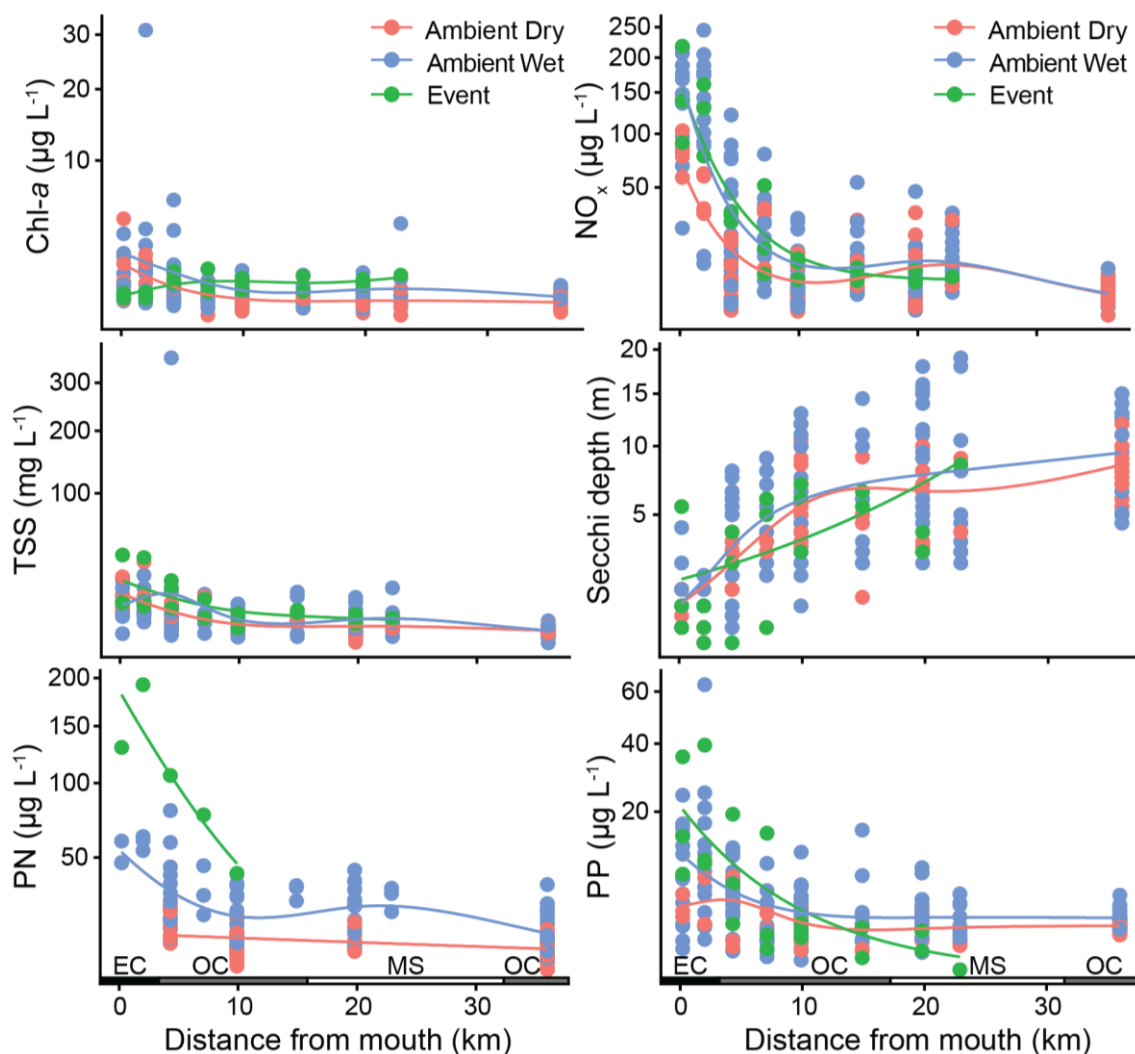 Chl-a (µg L⁻¹)
30
20
10
Ambient Dry
Ambient Wet
Event
NOₓ (µg L⁻¹)
250
200
150
100
50
Ambient Dry
Ambient Wet
Event
TSS (mg L⁻¹)
300
200
100
Secchi depth (m)
20
15
10
5
PN (µg L⁻¹)
200
150
100
50
EC OC MS OC
0 10 20 30
Distance from mouth (km)
PP (µg L⁻¹)
60
40
20
EC OC MS OC
0 10 20 30
Distance from mouth (km)